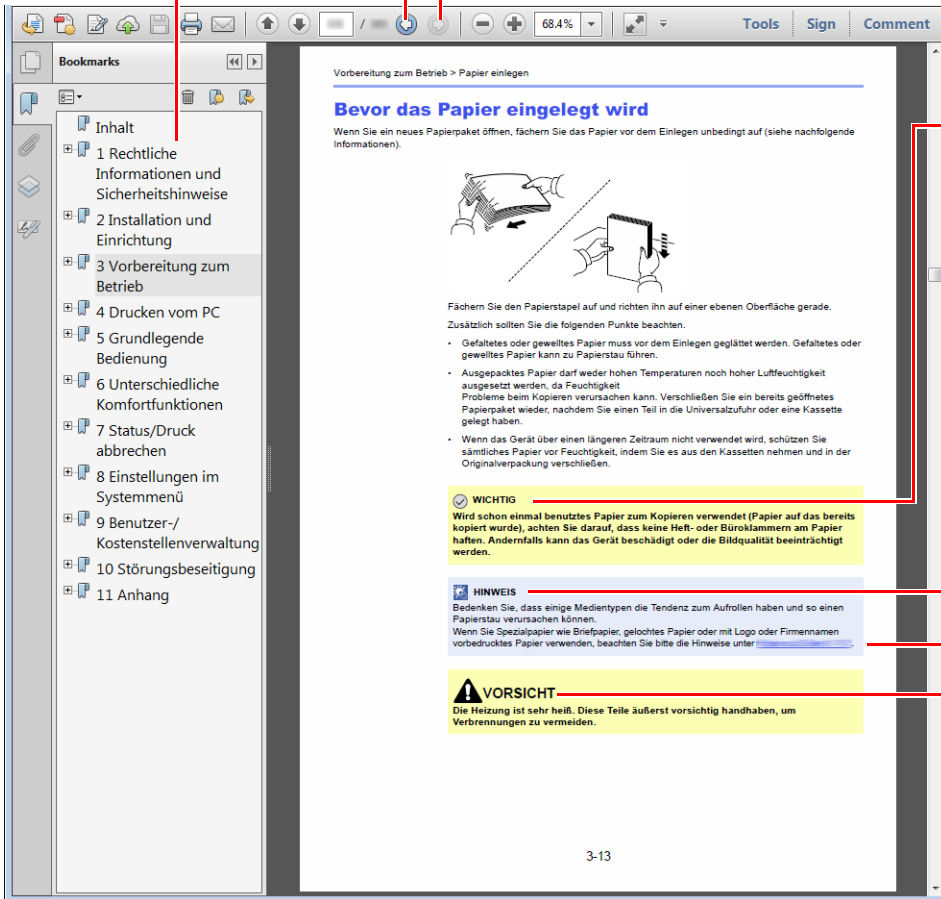 /
68.4%
Tools
Sign
Comment
Bookmarks
Inhalt
1 Rechtliche
Informationen und
Sicherheitshinweise
2 Installation und
Einrichtung
3 Vorbereitung zum
Betrieb
4 Drucken vom PC
5 Grundlegende
Bedienung
6 Unterschiedliche
Komfortfunktionen
7 Status/Druck
abbrechen
8 Einstellungen im
Systemmenü
9 Benutzer-/
Kostenstellenverwaltung
10 Störungsbeseitigung
11 Anhang
Vorbereitung zum Betrieb > Papier einlegen
Bevor das Papier eingelegt wird
Wenn Sie ein neues Papierpaket öffnen, fächern Sie das Papier vor dem Einlegen unbedingt auf (siehe nachfolgende
Informationen).
Fächern Sie den Papierstapel auf und richten ihn auf einer ebenen Oberfläche gerade.
Zusätzlich sollten Sie die folgenden Punkte beachten.
• Gefaltetes oder gewelltes Papier muss vor dem Einlegen geglättet werden. Gefaltetes oder
gewelltes Papier kann zu Papierstau führen.
• Ausgepacktes Papier darf weder hohen Temperaturen noch hoher Luftfeuchtigkeit
ausgesetzt werden, da Feuchtigkeit
Probleme beim Kopieren verursachen kann. Verschließen Sie ein bereits geöffnetes
Papierpaket wieder, nachdem Sie einen Teil in die Universalzufuhr oder eine Kassette
gelegt haben.
• Wenn das Gerät über einen längeren Zeitraum nicht verwendet wird, schützen Sie
sämtliches Papier vor Feuchtigkeit, indem Sie es aus den Kassetten nehmen und in der
Originalverpackung verschließen.
WICHTIG
Wird schon einmal benutztes Papier zum Kopieren verwendet (Papier auf das bereits
kopiert wurde), achten Sie darauf, dass keine Heft- oder Büroklammern am Papier
haften. Andernfalls kann das Gerät beschädigt oder die Bildqualität beeinträchtigt
werden.
HINWEIS
Bedenken Sie, dass einige Medientypen die Tendenz zum Aufrollen haben und so einen
Papierstau verursachen können.
Wenn Sie Spezialpapier wie Briefpapier, gelochtes Papier oder mit Logo oder Firmennamen
vorbedrucktes Papier verwenden, beachten Sie bitte die Hinweise unter
VORSICHT
Die Heizung ist sehr heiß. Diese Teile äußerst vorsichtig handhaben, um
Verbrennungen zu vermeiden.
3-13